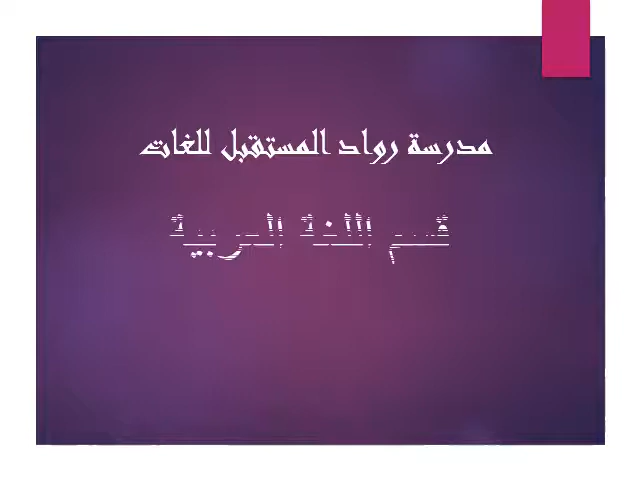 مدرسة رواد المستقبل للغات
قسم اللغة العربية